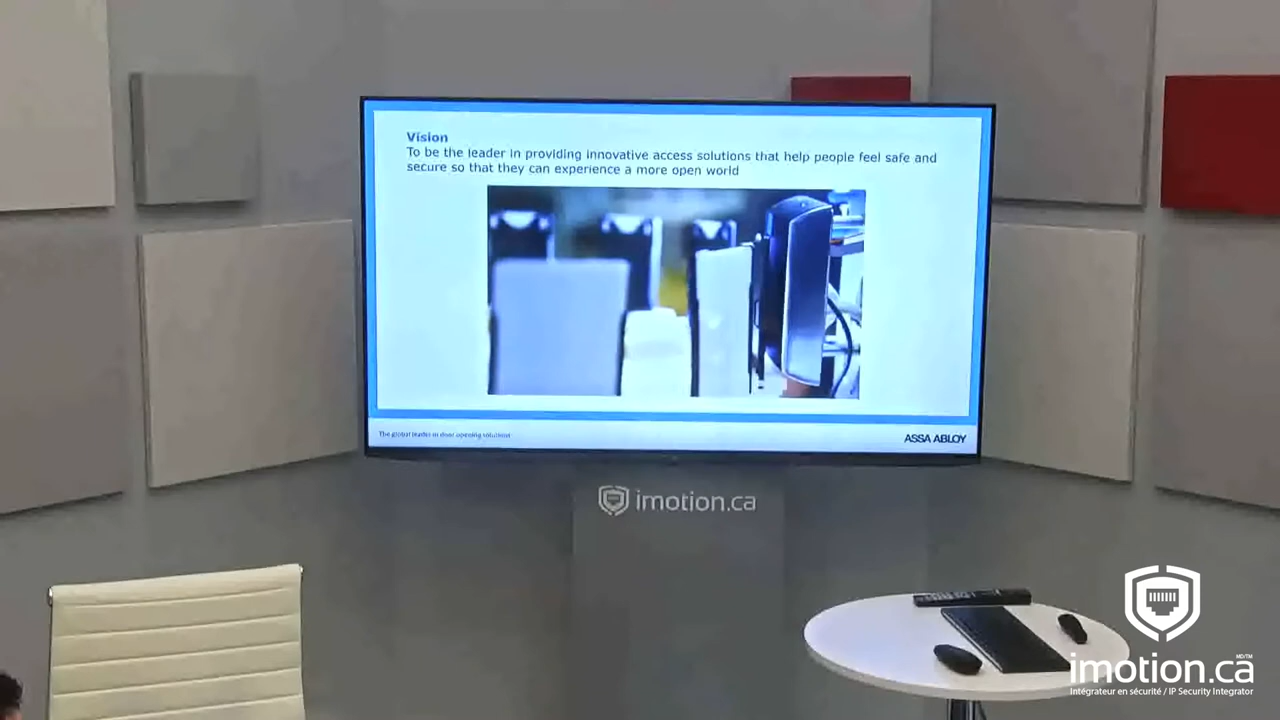 Vision
To be the leader in providing innovative access solutions that help people feel safe and
secure so that they can experience a more open world
The global leader in door opening solutions
ASSA ABLOY
imotion.ca
imotion.ca
MD/TM
Intégrateur en sécurité / IP Security Integrator